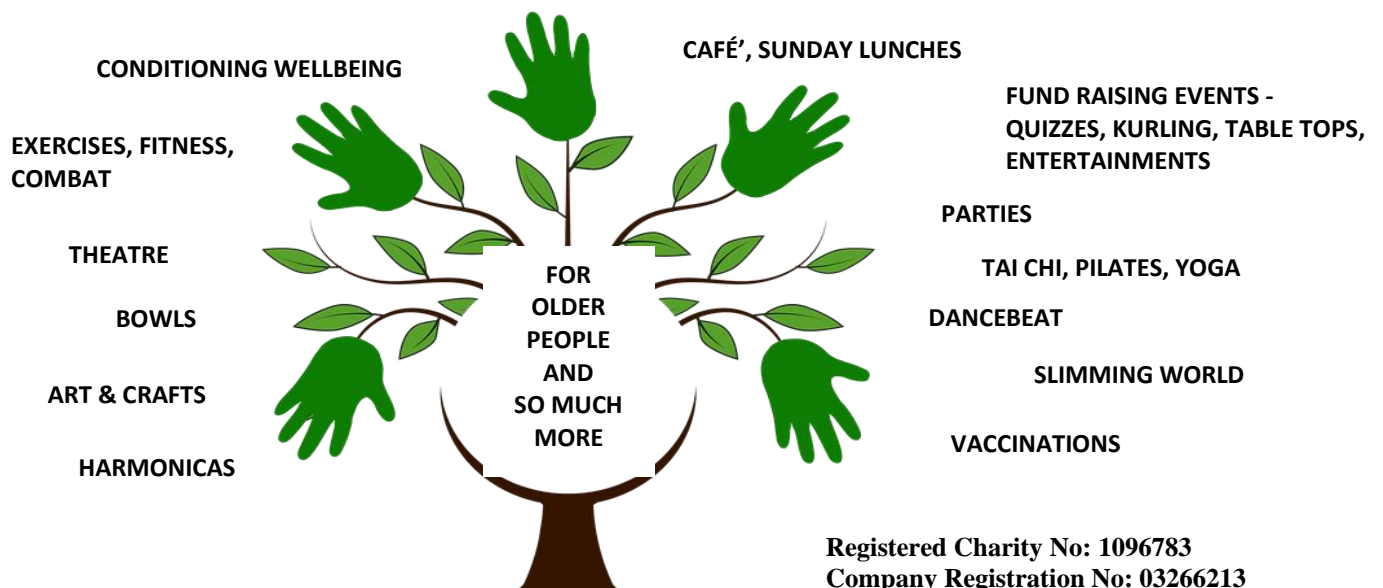 CONDITIONING WELLBEING
CAFÉ’, SUNDAY LUNCHES
EXERCISES, FITNESS,
COMBAT
FUND RAISING EVENTS -
QUIZZES, KURLING, TABLE TOPS,
ENTERTAINMENTS
PARTIES
THEATRE
TAI CHI, PILATES, YOGA
BOWLS
DANCEBEAT
ART & CRAFTS
SLIMMING WORLD
HARMONICAS
VACCINATIONS
FOR
OLDER
PEOPLE
AND
SO MUCH
MORE
Registered Charity No: 1096783
Company Registration No: 03266213